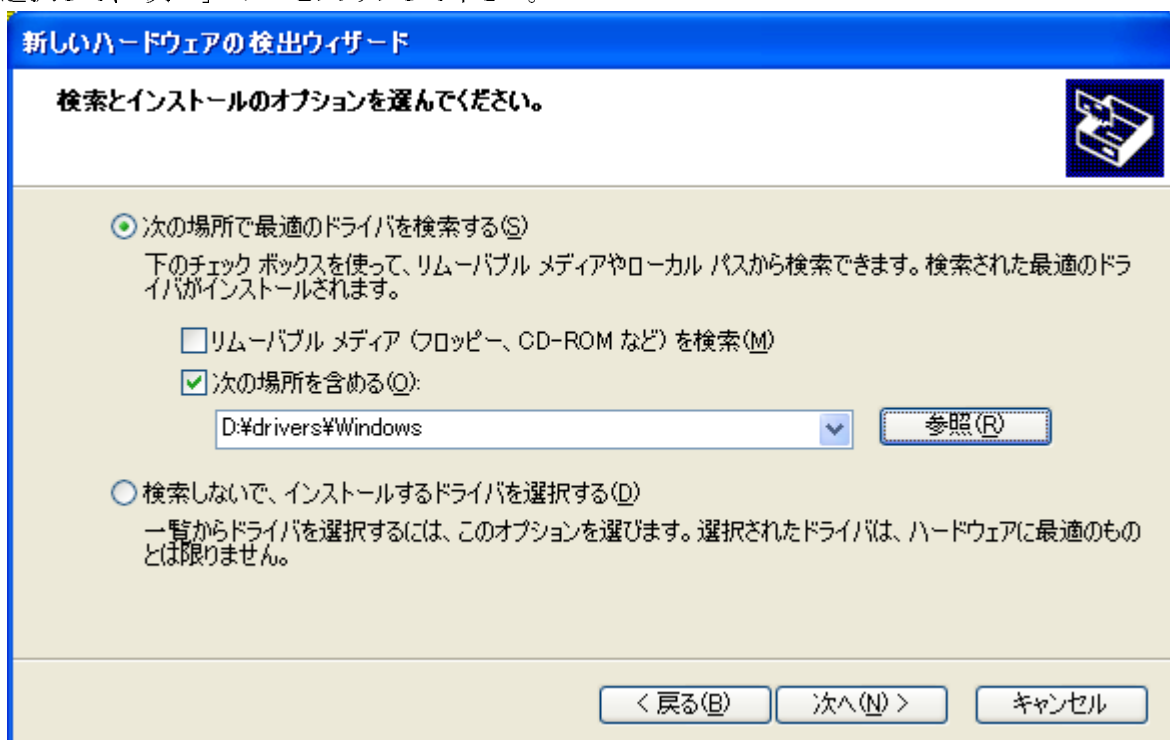 新しいハードウェアの検出ウィザード
検索とインストールのオプションを選んでください。
次の場所で最適のドライバを検索する(S)
下のチェック ボックスを使って、リムーバブル メディアやローカル パスから検索できます。検索された最適のドラ
イバがインストールされます。
リムーバブル メディア (フロッピー、CD-ROM など) を検索(M)
次の場所を含める(O):
D:¥drivers¥Windows
参照(R)
検索しないで、インストールするドライバを選択する(D)
一覧からドライバを選択するには、このオプションを選びます。選択されたドライバは、ハードウェアに最適のもの
とは限りません。
< 戻る(B) 次へ(N) > キャンセル